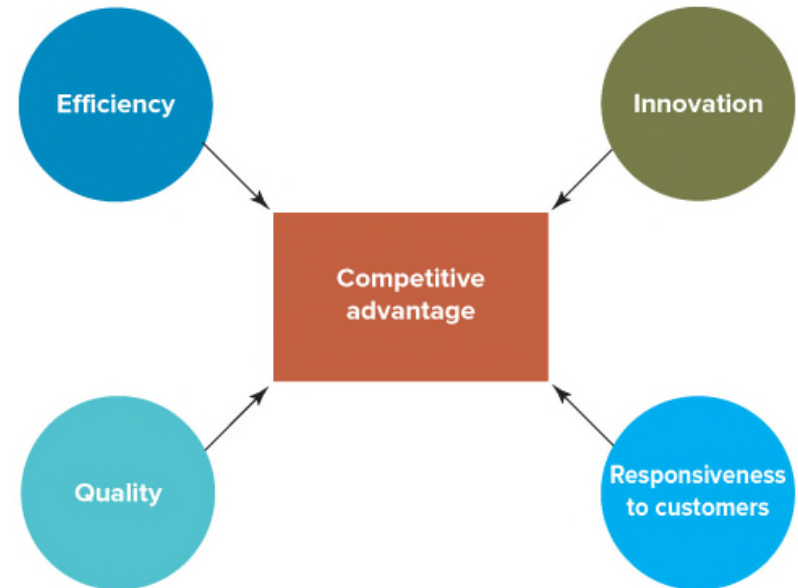 Efficiency
Innovation
Competitive
advantage
Quality
Responsiveness
to customers